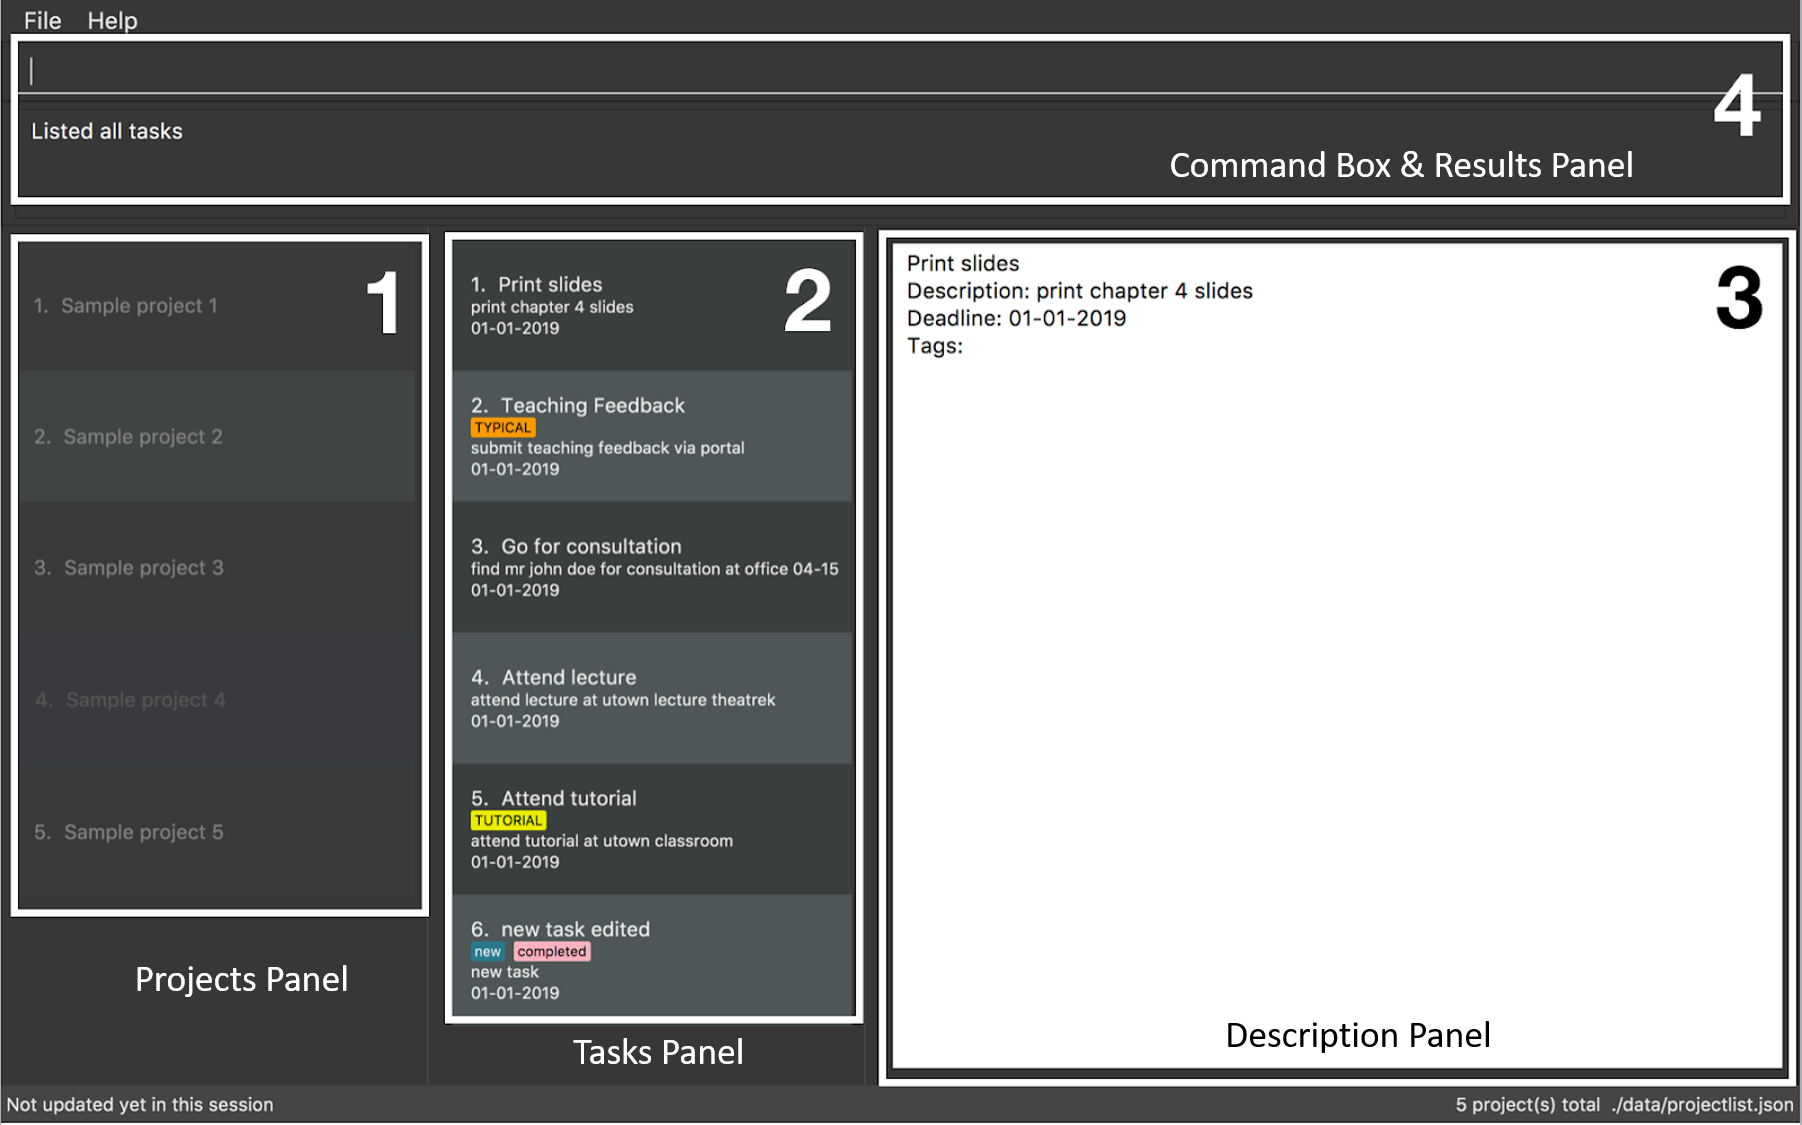 File Help
4
Listed all tasks
Command Box & Results Panel
1
1. Sample project 1
2. Sample project 2
3. Sample project 3
4. Sample project 4
5. Sample project 5
Projects Panel
2
1. Print slides
print chapter 4 slides
01-01-2019
2. Teaching Feedback
TYPICAL
submit teaching feedback via portal
01-01-2019
3. Go for consultation
find mr john doe for consultation at office 04-15
01-01-2019
4. Attend lecture
attend lecture at utown lecture theatrek
01-01-2019
5. Attend tutorial
TUTORIAL
attend tutorial at utown classroom
01-01-2019
6. new task edited
new completed
new task
01-01-2019
Tasks Panel
3
Print slides
Description: print chapter 4 slides
Deadline: 01-01-2019
Tags:
Description Panel
Not updated yet in this session
5 project(s) total ./data/projectlist.json